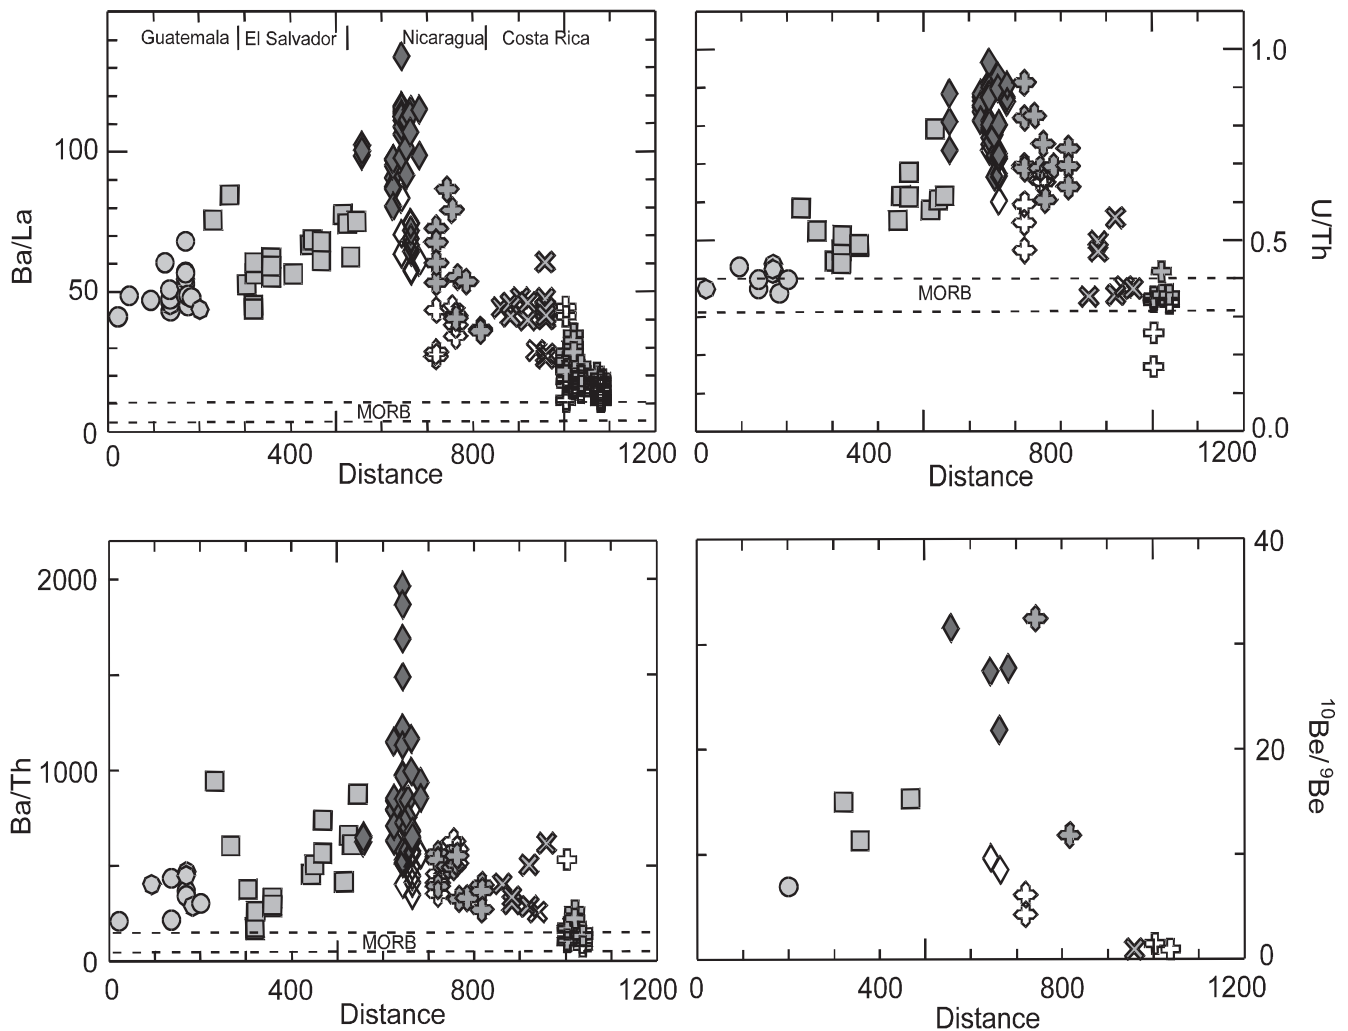 Guatemala | El Salvador | Nicaragua | Costa Rica
Ba/La
100
50
0
MORB
0 400 800 1200
Distance
U/Th
1.0
0.5
0.0
MORB
0 400 800 1200
Distance
Ba/Th
2000
1000
0
MORB
0 400 800 1200
Distance
10Be/ 9Be
40
20
0
0 400 800 1200
Distance